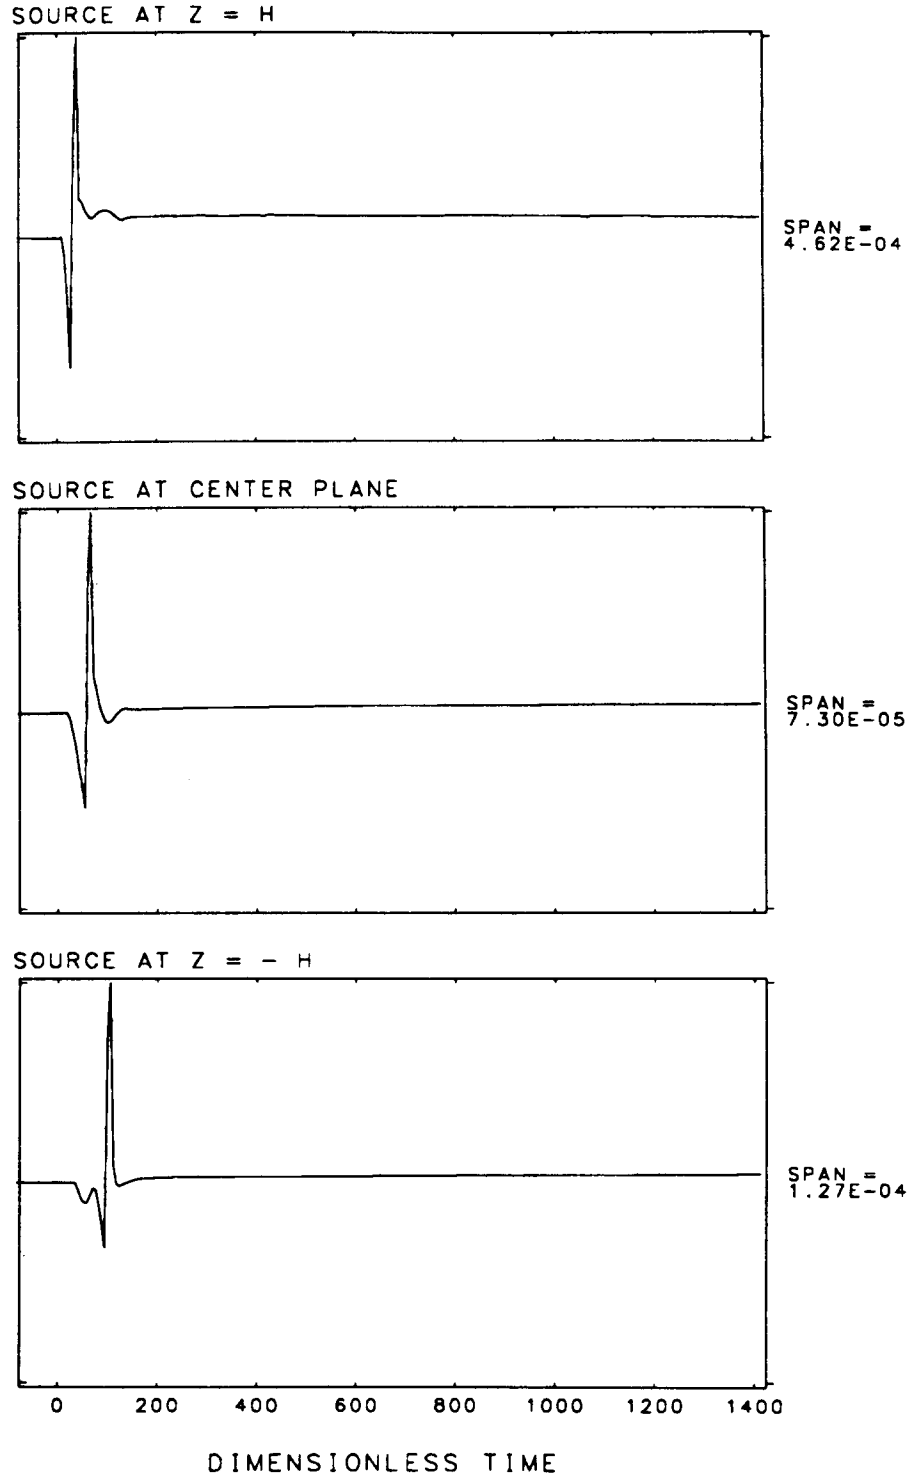 SOURCE AT Z = H
SPAN =
4.62E-04
SOURCE AT CENTER PLANE
SPAN =
7.30E-05
SOURCE AT Z = - H
SPAN =
1.27E-04
0 200 400 600 800 1000 1200 1400
DIMENSIONLESS TIME